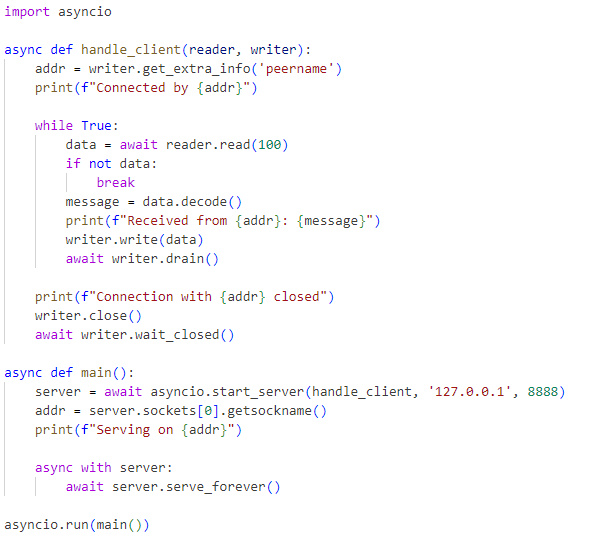 import asyncio

async def handle_client(reader, writer):
    addr = writer.get_extra_info('peername')
    print(f"Connected by {addr}")

    while True:
        data = await reader.read(100)
        if not data:
            break
        message = data.decode()
        print(f"Received from {addr}: {message}")
        writer.write(data)
        await writer.drain()

    print(f"Connection with {addr} closed")
    writer.close()
    await writer.wait_closed()

async def main():
    server = await asyncio.start_server(handle_client, '127.0.0.1', 8888)
    addr = server.sockets[0].getsockname()
    print(f"Serving on {addr}")

    async with server:
        await server.serve_forever()

asyncio.run(main())